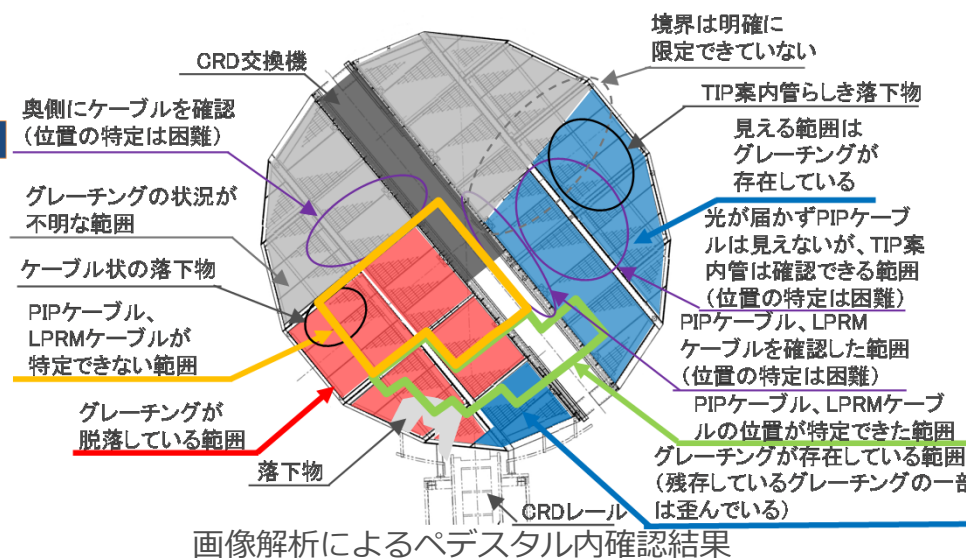 境界は明確に
限定できていない
CRD交換機
TIP案内管らしき落下物
奥側にケーブルを確認
(位置の特定は困難)
見える範囲は
グレーチングが
存在している
グレーチングの状況が
不明な範囲
光が届かずPIPケーブ
ルは見えないが、TIP案
内管は確認できる範囲
(位置の特定は困難)
ケーブル状の落下物
PIPケーブル、
LPRMケーブルが
特定できない範囲
PIPケーブル、LPRM
ケーブルを確認した範囲
(位置の特定は困難)
グレーチングが
脱落している範囲
PIPケーブル、LPRMケーブ
ルの位置が特定できた範囲
落下物
グレーチングが存在している範囲
(残存しているグレーチングの一部
は歪んでいる)
CRDレール
画像解析によるペデスタル内確認結果